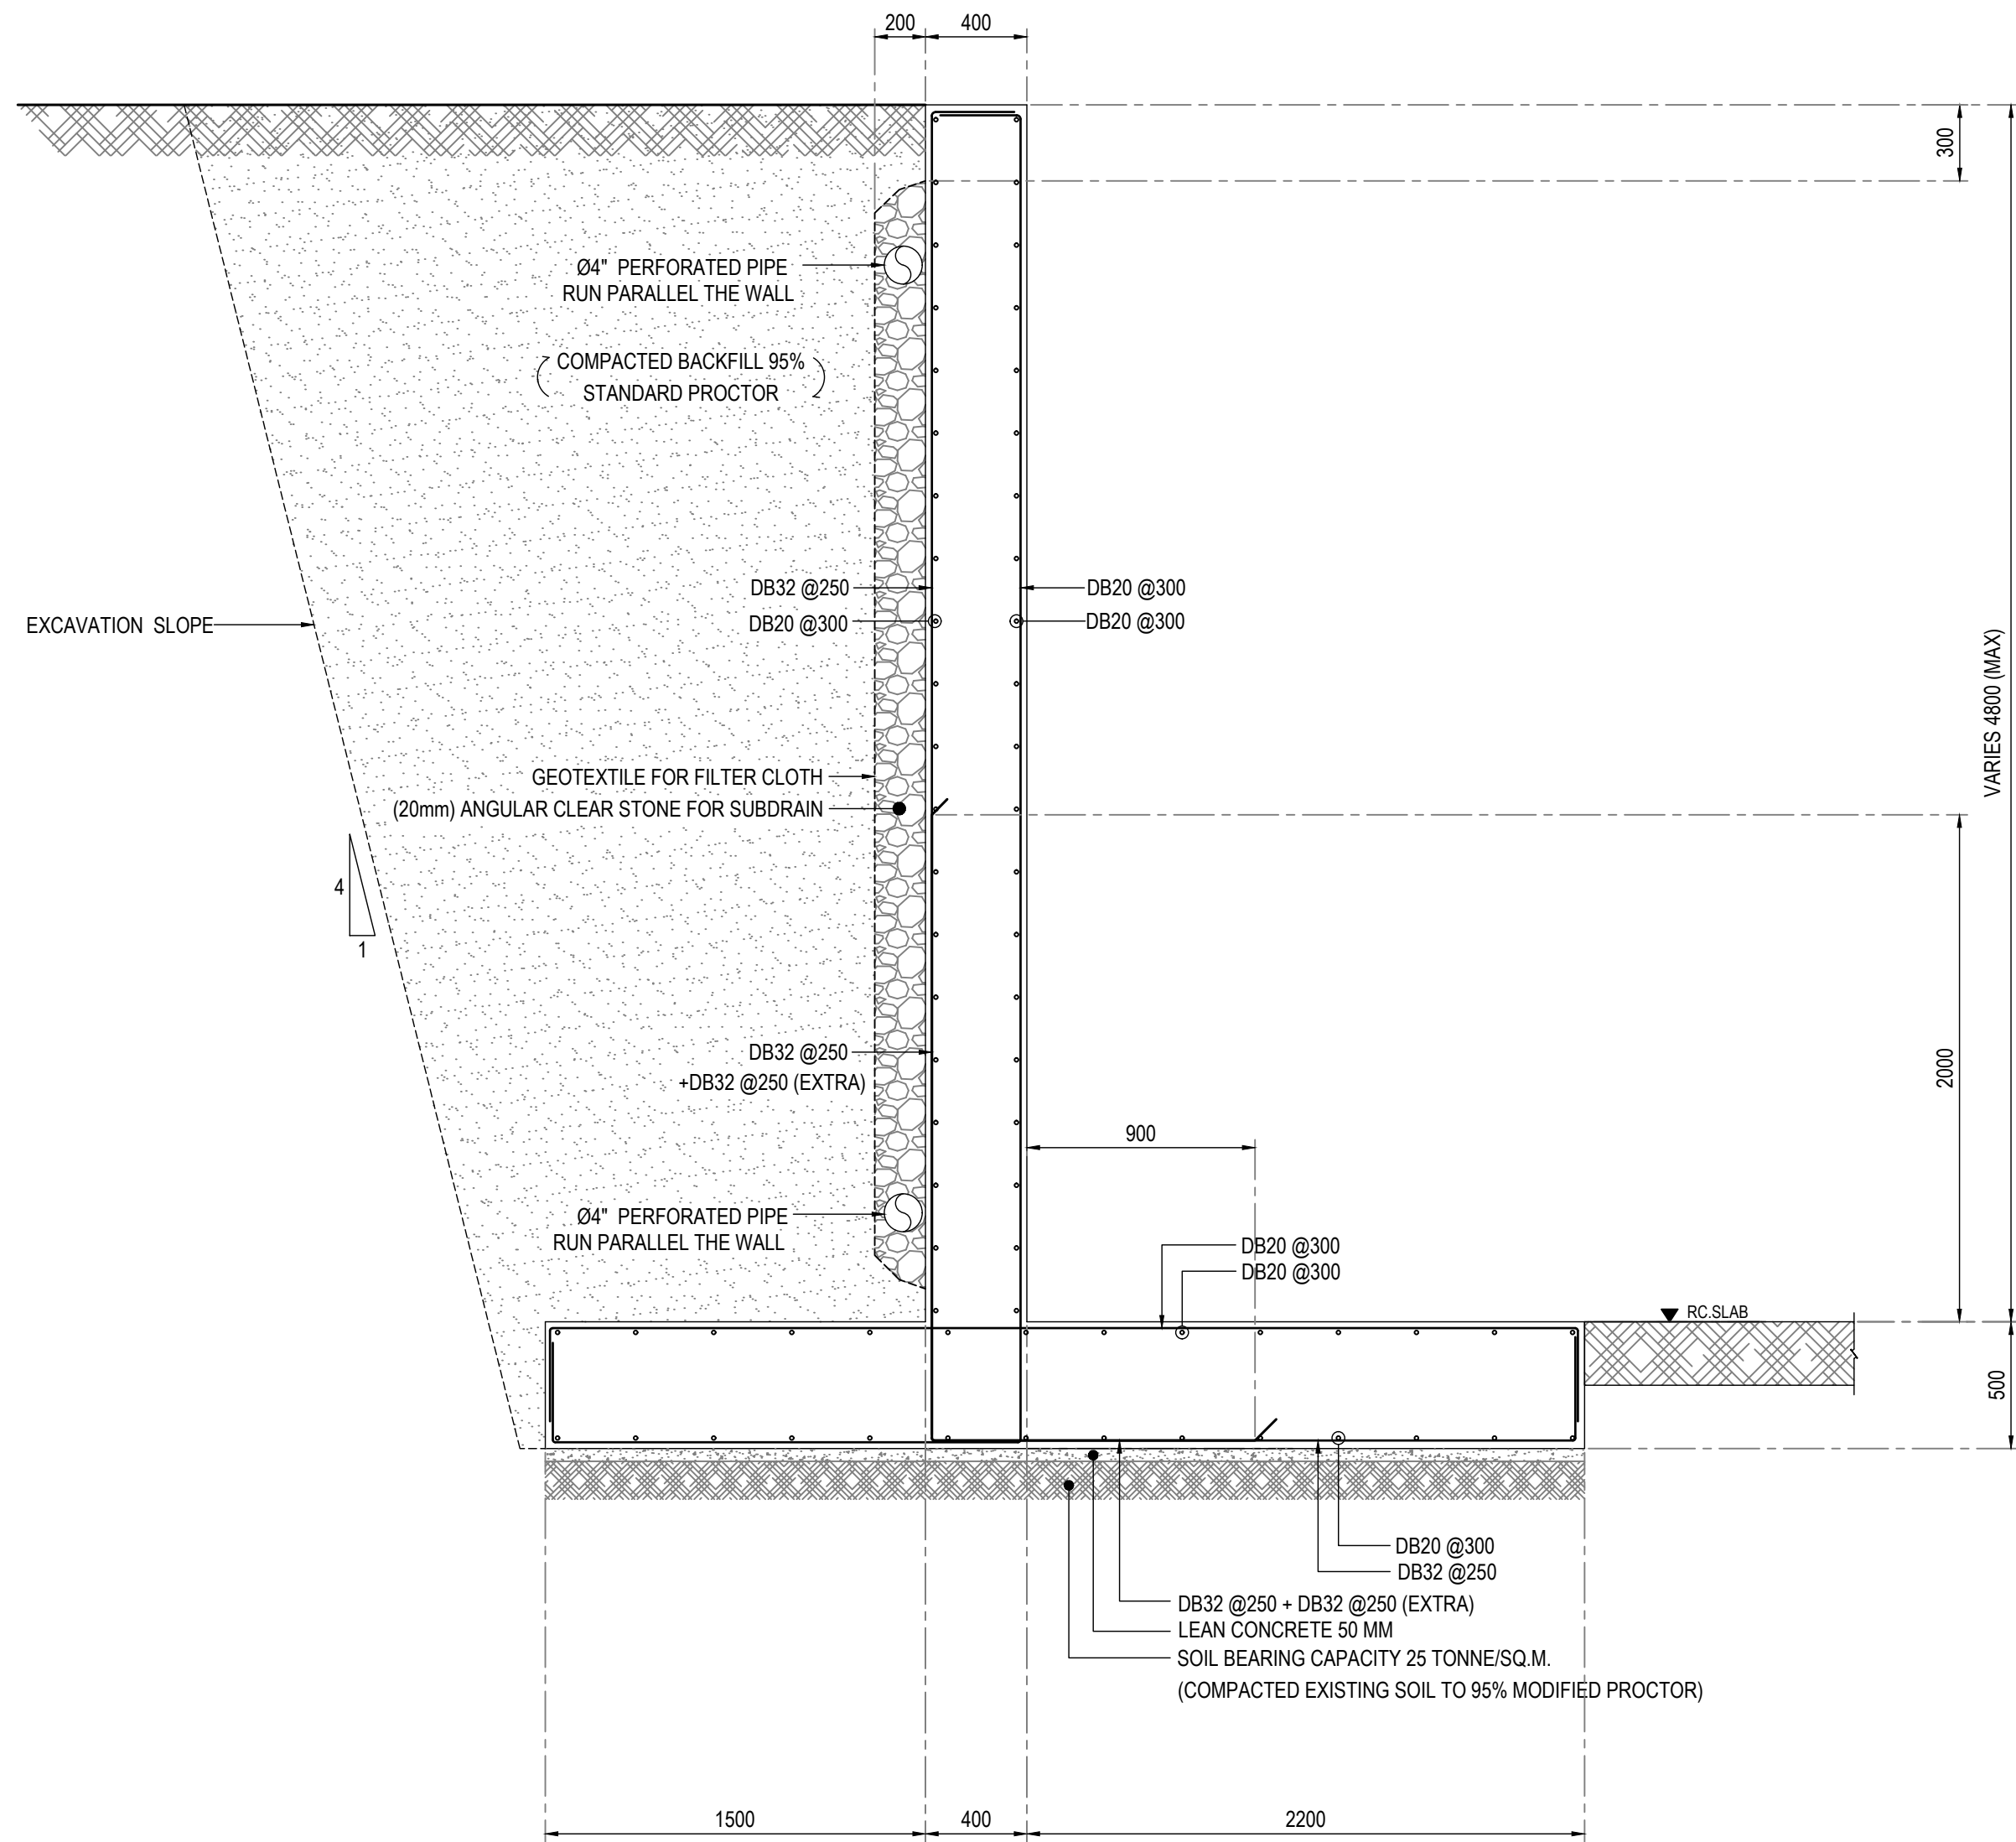 200
400
300
Ø4" PERFORATED PIPE
RUN PARALLEL THE WALL
COMPACTED BACKFILL 95%
STANDARD PROCTOR
DB32 @250
DB20 @300
DB20 @300
DB20 @300
EXCAVATION SLOPE
VARIES 4800 (MAX)
GEOTEXTILE FOR FILTER CLOTH
(20mm) ANGULAR CLEAR STONE FOR SUBDRAIN
4
1
2000
DB32 @250
+DB32 @250 (EXTRA)
900
Ø4" PERFORATED PIPE
RUN PARALLEL THE WALL
DB20 @300
DB20 @300
RC.SLAB
500
DB20 @300
DB32 @250
DB32 @250 + DB32 @250 (EXTRA)
LEAN CONCRETE 50 MM
SOIL BEARING CAPACITY 25 TONNE/SQ.M.
(COMPACTED EXISTING SOIL TO 95% MODIFIED PROCTOR)
1500
400
2200